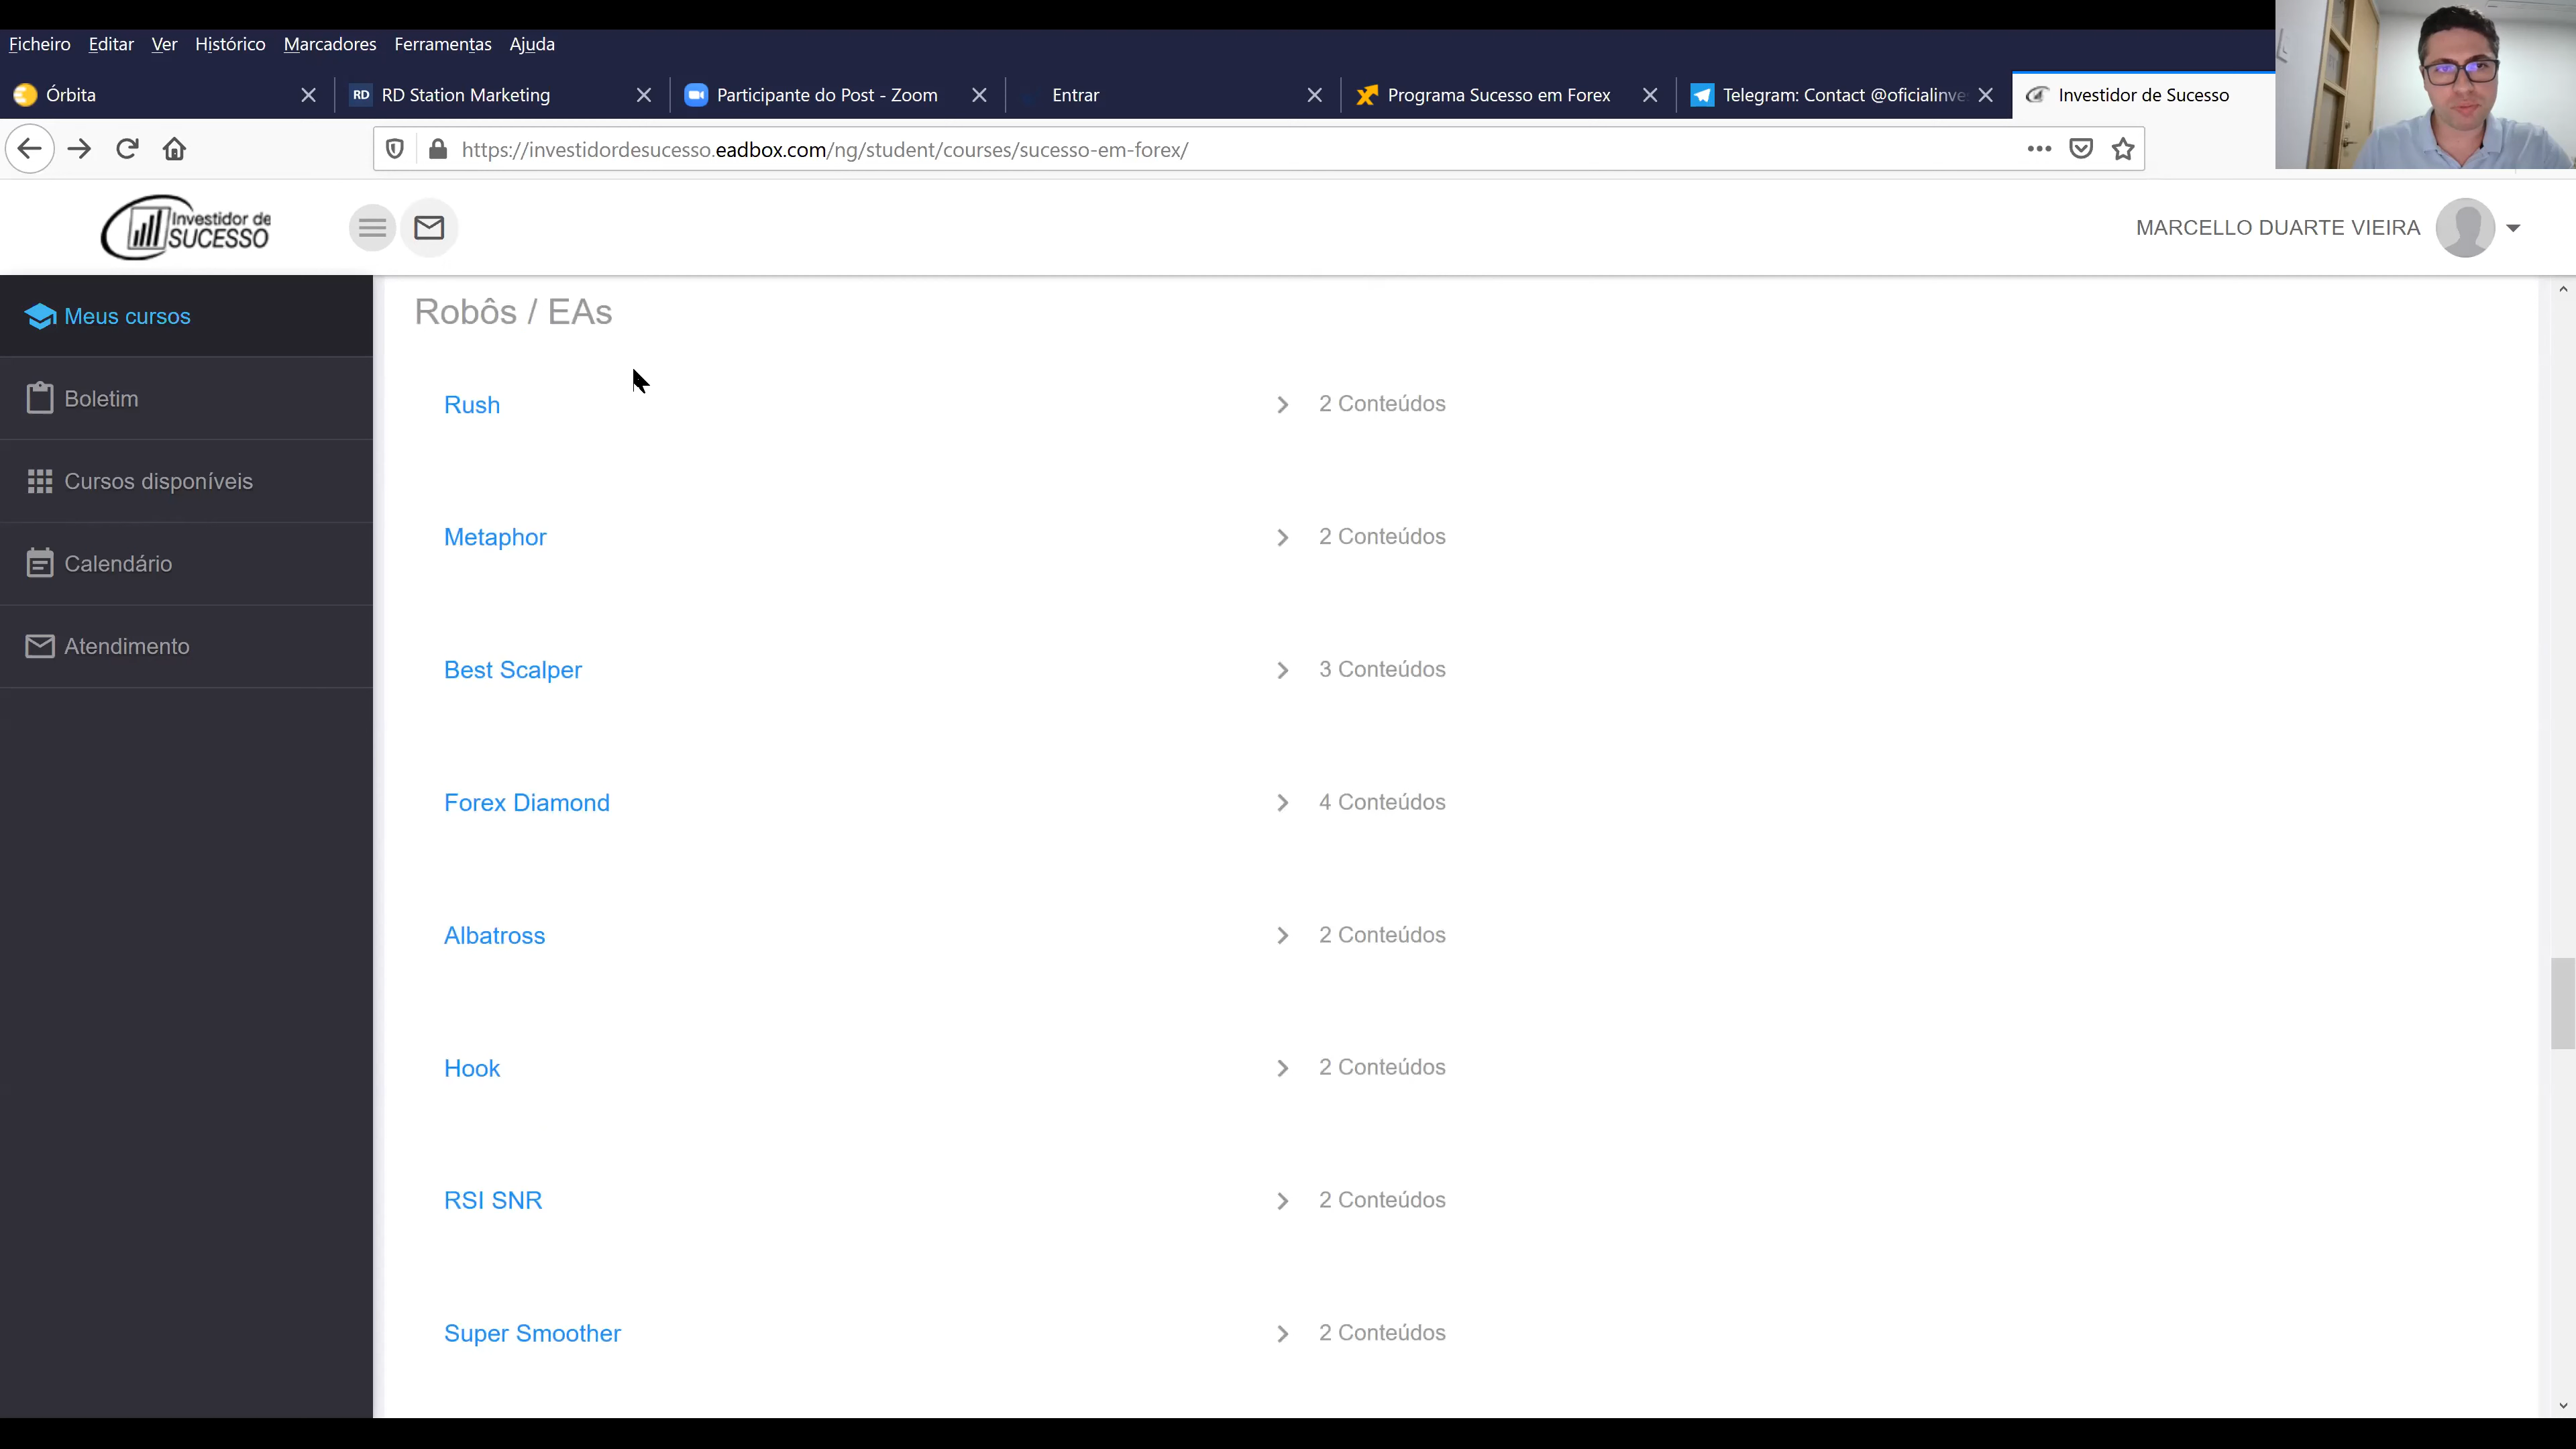 Ficheiro Editar Ver Histórico Marcadores Ferramentas Ajuda
Órbita
RD RD Station Marketing
Participante do Post - Zoom
Entrar
Programa Sucesso em Forex
Telegram: Contact @oficialinve
Investidor de Sucesso
https://investidordesucesso.eadbox.com/ng/student/courses/sucesso-em-forex/
Investidor de
SUCESSO
MARCELLO DUARTE VIEIRA
Meus cursos
Boletim
Cursos disponíveis
Calendário
Atendimento
Robôs / EAs
Rush 2 Conteúdos
Metaphor 2 Conteúdos
Best Scalper 3 Conteúdos
Forex Diamond 4 Conteúdos
Albatross 2 Conteúdos
Hook 2 Conteúdos
RSI SNR 2 Conteúdos
Super Smoother 2 Conteúdos